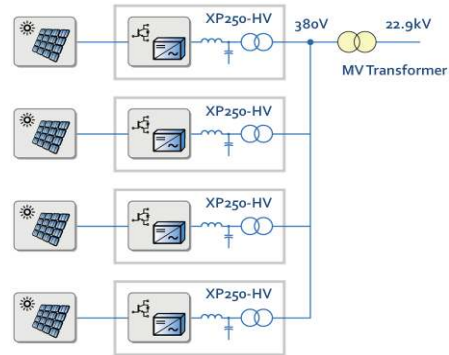 XP250-HV
380V
22.9kV
MV Transformer
XP250-HV
XP250-HV
XP250-HV